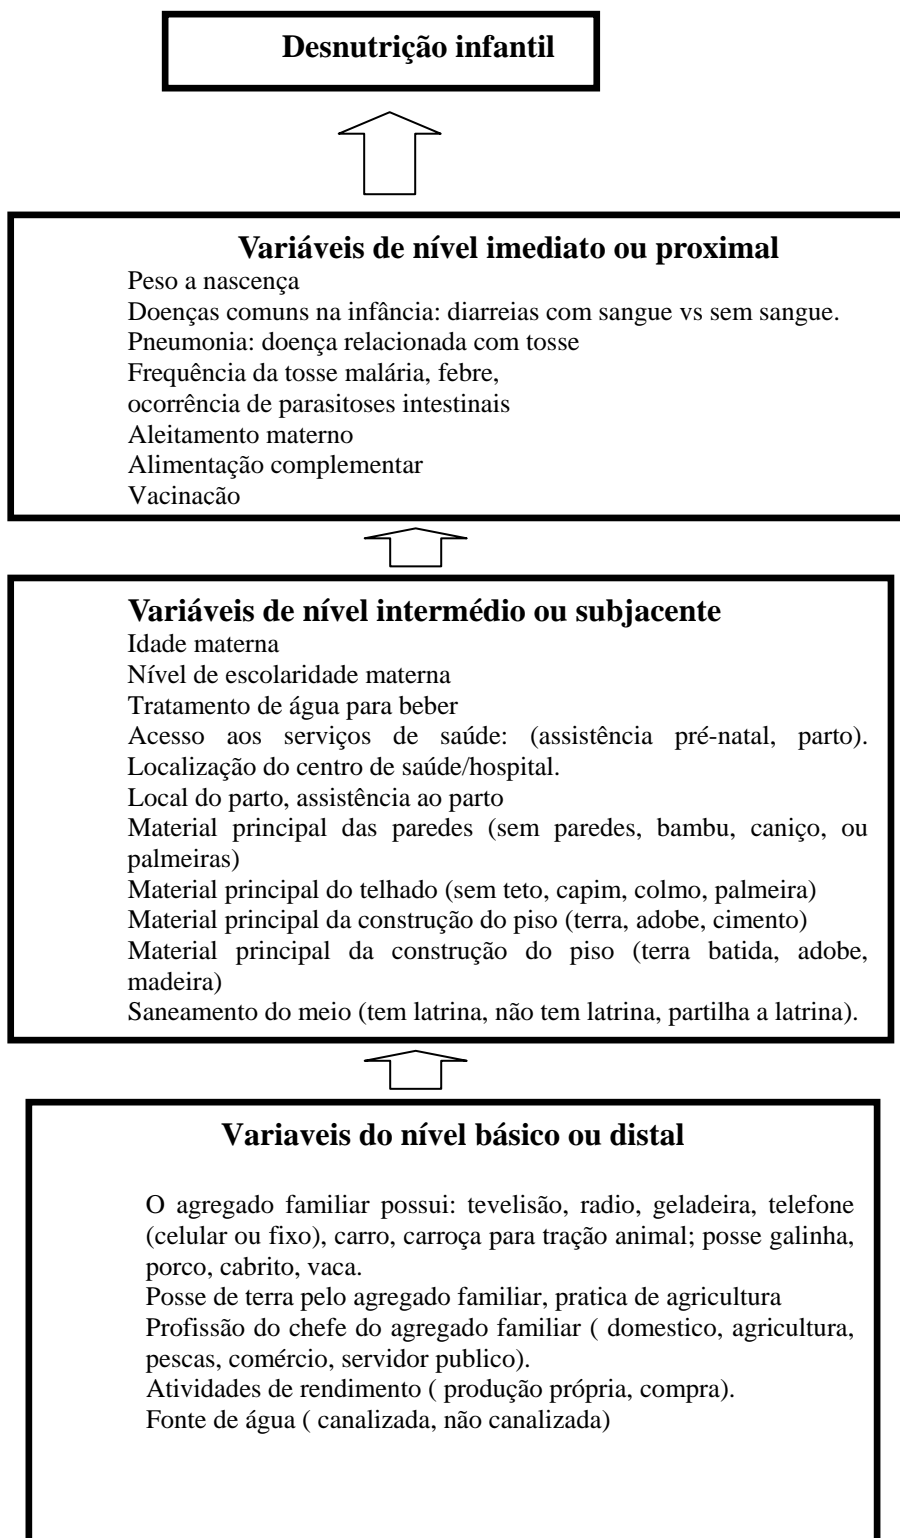 Desnutrição infantil
Variáveis de nível imediato ou proximal
Peso a nascença
Doenças comuns na infância: diarreias com sangue vs sem sangue.
Pneumonia: doença relacionada com tosse
Frequência da tosse malária, febre,
ocorrência de parasitoses intestinais
Aleitamento materno
Alimentação complementar
Vacinação
Variáveis de nível intermédio ou subjacente
Idade materna
Nível de escolaridade materna
Tratamento de água para beber
Acesso aos serviços de saúde: (assistência pré-natal, parto).
Localização do centro de saúde/hospital.
Local do parto, assistência ao parto
Material principal das paredes (sem paredes, bambu, caniço, ou
palmeiras)
Material principal do telhado (sem teto, capim, colmo, palmeira)
Material principal da construção do piso (terra, adobe, cimento)
Material principal da construção do piso (terra batida, adobe,
madeira)
Saneamento do meio (tem latrina, não tem latrina, partilha a latrina).
Variaveis do nível básico ou distal
O agregado familiar possui: tevelisão, radio, geladeira, telefone
(celular ou fixo), carro, carroça para tração animal; posse galinha,
porco, cabrito, vaca.
Posse de terra pelo agregado familiar, pratica de agricultura
Profissão do chefe do agregado familiar ( domestico, agricultura,
pescas, comércio, servidor publico).
Atividades de rendimento ( produção própria, compra).
Fonte de água ( canalizada, não canalizada)